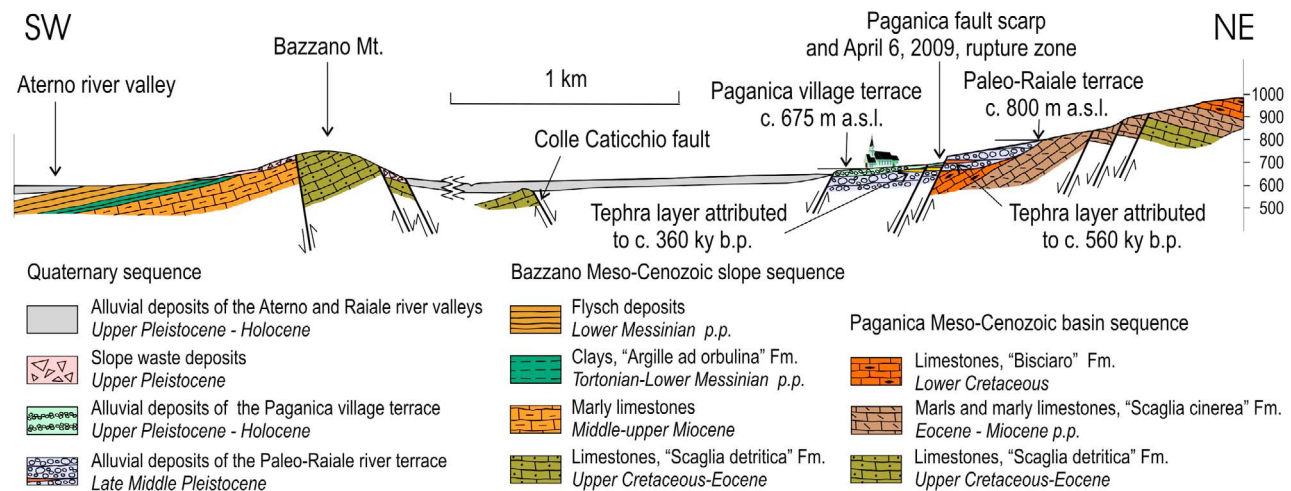 SW
NE
Bazzano Mt.
Paganica fault scarp
and April 6, 2009, rupture zone
Aterno river valley
1 km
Paganica village terrace
c. 675 m a.s.l.
Paleo-Raiale terrace
c. 800 m a.s.l.
Colle Caticchio fault
1000
900
800
700
600
500
Tephra layer attributed
to c. 360 ky b.p.
Tephra layer attributed
to c. 560 ky b.p.
Quaternary sequence
Alluvial deposits of the Aterno and Raiale river valleys
Upper Pleistocene - Holocene
Slope waste deposits
Upper Pleistocene
Alluvial deposits of the Paganica village terrace
Upper Pleistocene - Holocene
Alluvial deposits of the Paleo-Raiale river terrace
Late Middle Pleistocene
Bazzano Meso-Cenozoic slope sequence
Flysch deposits
Lower Messinian p.p.
Clays, “Argille ad orbulina” Fm.
Tortonian-Lower Messinian p.p.
Marly limestones
Middle-upper Miocene
Limestones, “Scaglia detritica” Fm.
Upper Cretaceous-Eocene
Paganica Meso-Cenozoic basin sequence
Limestones, “Bisciaro” Fm.
Lower Cretaceous
Marls and marly limestones, “Scaglia cinerea” Fm.
Eocene - Miocene p.p.
Limestones, “Scaglia detritica” Fm.
Upper Cretaceous-Eocene